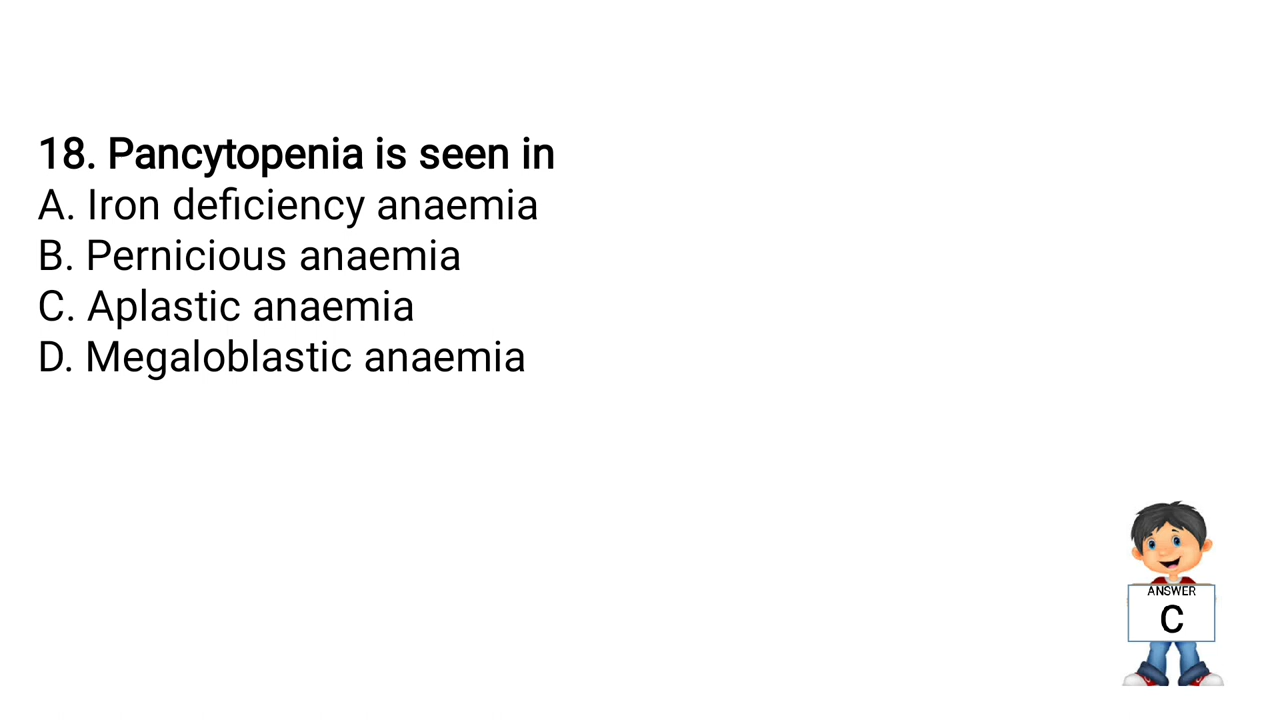 18. Pancytopenia is seen in
A. Iron deficiency anaemia
B. Pernicious anaemia
C. Aplastic anaemia
D. Megaloblastic anaemia
ANSWER
C